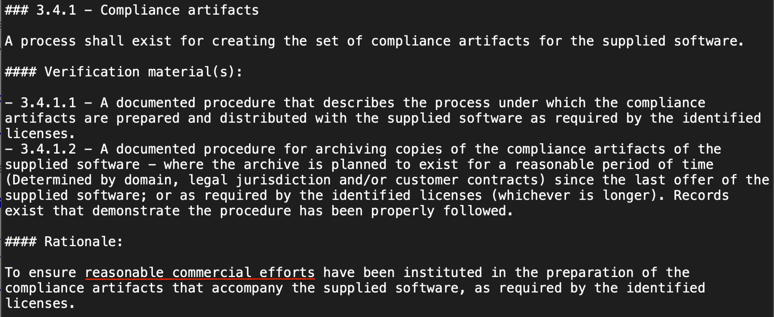 ### 3.4.1 - Compliance artifacts
A process shall exist for creating the set of compliance artifacts for the supplied software.
#### Verification material(s):
- 3.4.1.1 - A documented procedure that describes the process under which the compliance
artifacts are prepared and distributed with the supplied software as required by the identified
licenses.
- 3.4.1.2 - A documented procedure for archiving copies of the compliance artifacts of the
supplied software - where the archive is planned to exist for a reasonable period of time
(Determined by domain, legal jurisdiction and/or customer contracts) since the last offer of the
supplied software; or as required by the identified licenses (whichever is longer). Records
exist that demonstrate the procedure has been properly followed.
#### Rationale:
To ensure reasonable commercial efforts have been instituted in the preparation of the
compliance artifacts that accompany the supplied software, as required by the identified
licenses.